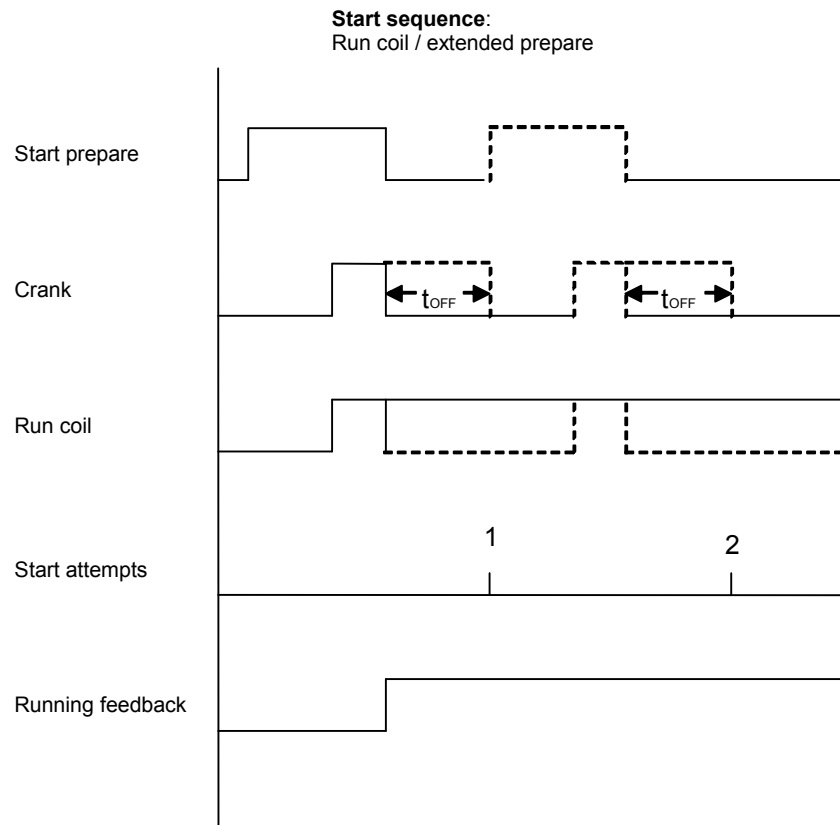 Start sequence:
Run coil / extended prepare
Start prepare
Crank
tOFF
tOFF
Run coil
1
2
Start attempts
Running feedback